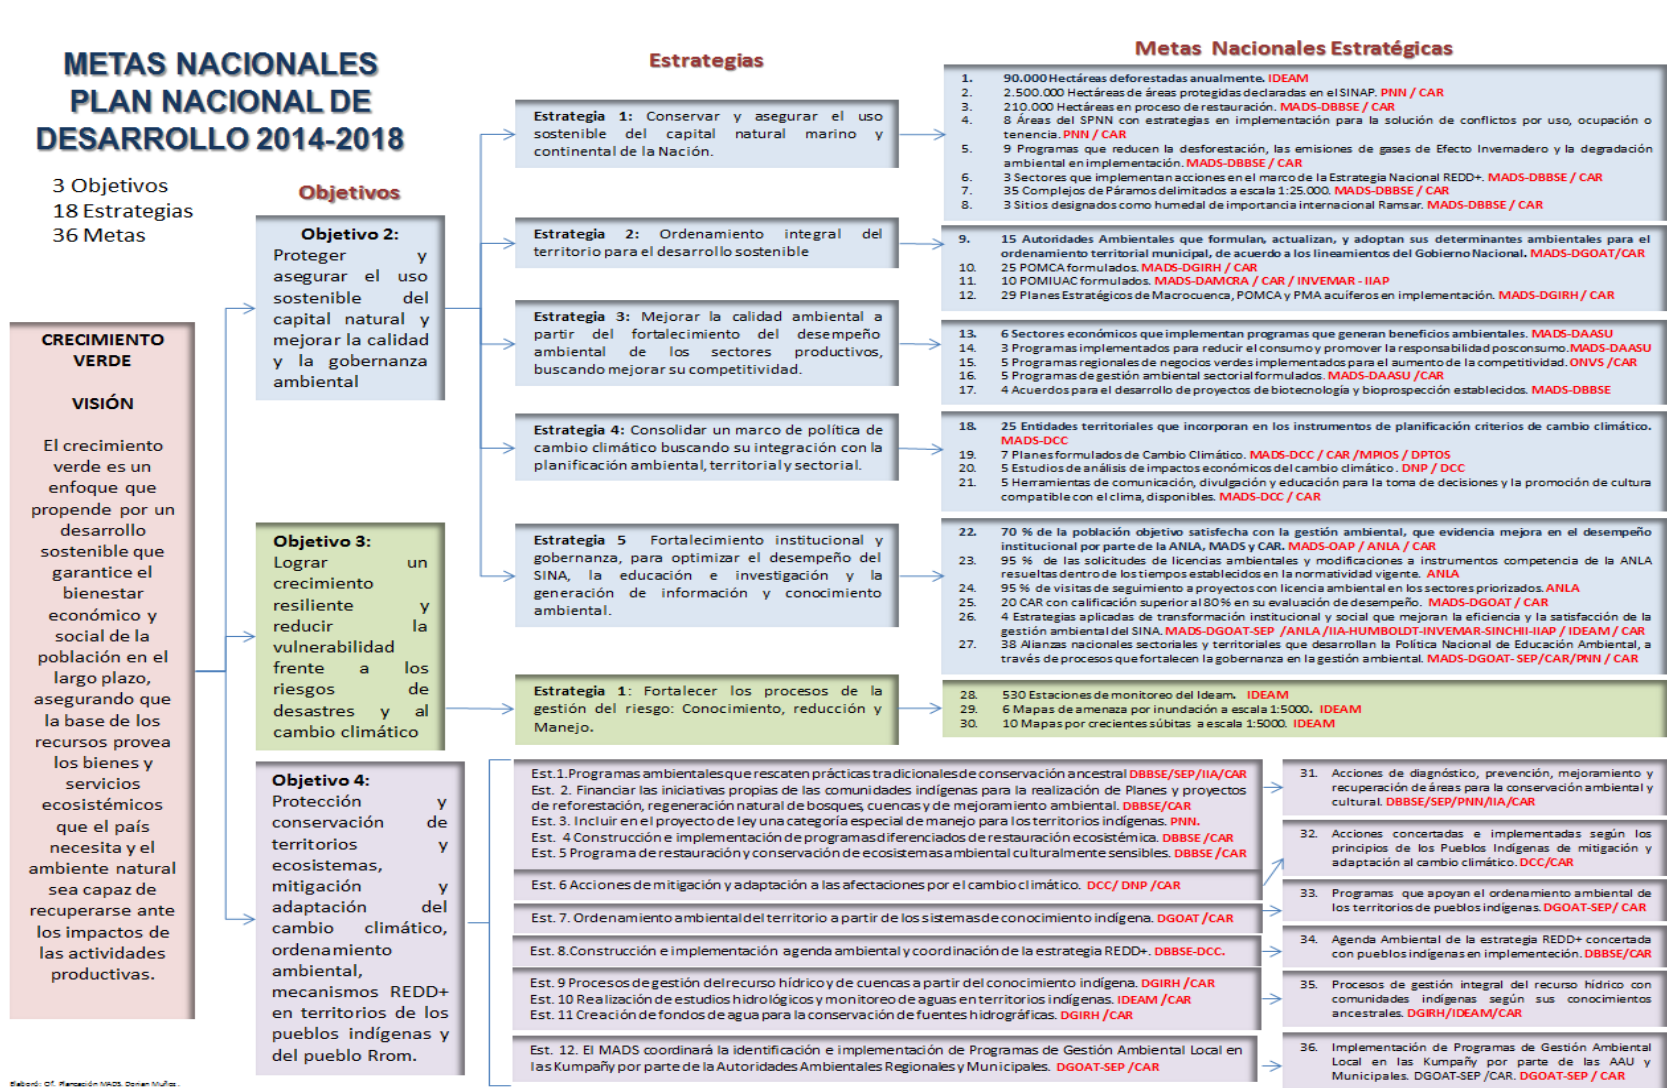 METAS NACIONALES
PLAN NACIONAL DE
DESARROLLO 2014-2018
3 Objetivos
18 Estrategias
36 Metas
CRECIMIENTO
VERDE
VISIÓN
El crecimiento
verde es un
enfoque que
propende por un
desarrollo
sostenible que
garantice el
bienestar
económico y
social de la
población en el
largo plazo,
asegurando que
la base de los
recursos provea
los bienes y
servicios
ecosistémicos
que el país
necesita y el
ambiente natural
sea capaz de
recuperarse ante
los impactos de
las actividades
productivas.
Objetivos
Objetivo 2:
Proteger y
asegurar el uso
sostenible del
capital natural y
mejorar la calidad
y la gobernanza
ambiental
Objetivo 3:
Lograr un
crecimiento
resiliente y
reducir la
vulnerabilidad
frente a los
riesgos de
desastres y al
cambio climático
Objetivo 4:
Protección y
conservación de
territorios y
ecosistemas,
mitigación y
adaptación del
cambio climático,
ordenamiento
ambiental,
mecanismos REDD+
en territorios de los
pueblos indígenas y
del pueblo Rrom.
Estrategias
Estrategia 1: Conservar y asegurar el uso
sostenible del capital natural marino y
continental de la Nación.
Estrategia 2: Ordenamiento integral del
territorio para el desarrollo sostenible
Estrategia 3: Mejorar la calidad ambiental a
partir del fortalecimiento del desempeño
ambiental de los sectores productivos,
buscando mejorar su competitividad.
Estrategia 4: Consolidar un marco de política de
cambio climático buscando su integración con la
planificación ambiental, territorial y sectorial.
Estrategia 5 Fortalecimiento institucional y
gobernanza, para optimizar el desempeño del
SINA, la educación e investigación y la
generación de información y conocimiento
ambiental.
Estrategia 1: Fortalecer los procesos de la
gestión del riesgo: Conocimiento, reducción y
Manejo.
Est.1.Programas ambientales que rescaten prácticas tradicionales de conservación ancestral DBBSE/SEP/IIA/CAR
Est. 2. Financiar las iniciativas propias de las comunidades indígenas para la realización de Planes y proyectos
de reforestación, regeneración natural de bosques, cuencas y de mejoramiento ambiental. DBBSE/CAR
Est. 3. Incluir en el proyecto de ley una categoría especial de manejo para los territorios indígenas. PNN.
Est. 4 Construcción e implementación de programas diferenciados de restauración ecosistémica. DBBSE /CAR
Est. 5 Programa de restauración y conservación de ecosistemas ambiental culturalmente sensibles. DBBSE /CAR
Est. 6 Acciones de mitigación y adaptación a las afectaciones por el cambio climático. DCC/ DNP /CAR
Est. 7. Ordenamiento ambiental del territorio a partir de los sistemas de conocimiento indígena. DGOAT /CAR
Est. 8.Construcción e implementación agenda ambiental y coordinación de la estrategia REDD+. DBBSE-DCC.
Est. 9 Procesos de gestión del recurso hídrico y de cuencas a partir del conocimiento indígena. DGIRH /CAR
Est. 10 Realización de estudios hidrológicos y monitoreo de aguas en territorios indígenas. IDEAM /CAR
Est. 11 Creación de fondos de agua para la conservación de fuentes hidrográficas. DGIRH /CAR
Est. 12. El MADS coordinará la identificación e implementación de Programas de Gestión Ambiental Local en
las Kumpañy por parte de la Autoridades Ambientales Regionales y Municipales. DGOAT-SEP /CAR
Metas Nacionales Estratégicas
1. 90.000 Hectáreas deforestadas anualmente. IDEAM
2. 2.500.000 Hectáreas de áreas protegidas declaradas en el SINAP. PNN / CAR
3. 210.000 Hectáreas en proceso de restauración. MADS-DBBSE / CAR
4. 8 Áreas del SPNN con estrategias en implementación para la solución de conflictos por uso, ocupación o
tenencia. PNN / CAR
5. 9 Programas que reducen la desforestación, las emisiones de gases de Efecto Invernadero y la degradación
ambiental en implementación. MADS-DBBSE / CAR
6. 3 Sectores que implementan acciones en el marco de la Estrategia Nacional REDD+. MADS-DBBSE / CAR
7. 35 Complejos de Páramos delimitados a escala 1:25.000. MADS-DBBSE / CAR
8. 3 Sitios designados como humedal de importancia internacional Ramsar. MADS-DBBSE / CAR
9. 15 Autoridades Ambientales que formulan, actualizan, y adoptan sus determinantes ambientales para el
ordenamiento territorial municipal, de acuerdo a los lineamientos del Gobierno Nacional. MADS-DGOAT/CAR
10. 25 POMCA formulados. MADS-DGIRH / CAR
11. 10 POMIUAC formulados. MADS-DAMCRA / CAR / INVEMAR - IIAP
12. 29 Planes Estratégicos de Macrocuenca, POMCA y PMA acuíferos en implementación. MADS-DGIRH / CAR
13. 6 Sectores económicos que implementan programas que generan beneficios ambientales. MADS-DAASU
14. 3 Programas implementados para reducir el consumo y promover la responsabilidad posconsumo. MADS-DAASU
15. 5 Programas regionales de negocios verdes implementados para el aumento de la competitividad. ONVS /CAR
16. 5 Programas de gestión ambiental sectorial formulados. MADS-DAASU /CAR
17. 4 Acuerdos para el desarrollo de proyectos de biotecnología y bioprospección establecidos. MADS-DBBSE
18. 25 Entidades territoriales que incorporan en los instrumentos de planificación criterios de cambio climático.
MADS-DCC
19. 7 Planes formulados de Cambio Climático. MADS-DCC / CAR /MPIOS / DPTOS
20. 5 Estudios de análisis de impactos económicos del cambio climático . DNP / DCC
21. 5 Herramientas de comunicación, divulgación y educación para la toma de decisiones y la promoción de cultura
compatible con el clima, disponibles. MADS-DCC / CAR
22. 70 % de la población objetivo satisfecha con la gestión ambiental, que evidencia mejora en el desempeño
institucional por parte de la ANLA, MADS y CAR. MADS-OAP / ANLA / CAR
23. 95 % de las solicitudes de licencias ambientales y modificaciones a instrumentos competencia de la ANLA
resueltas dentro de los tiempos establecidos en la normatividad vigente. ANLA
24. 95 % de visitas de seguimiento a proyectos con licencia ambiental en los sectores priorizados. ANLA
25. 20 CAR con calificación superior al 80% en su evaluación de desempeño. MADS-DGOAT / CAR
26. 4 Estrategias aplicadas de transformación institucional y social que mejoran la eficiencia y la satisfacción de la
gestión ambiental del SINA. MADS-DGOAT-SEP /ANLA /IIA-HUMBOLDT-INVEMAR-SINCHII-IIAP / IDEAM / CAR
27. 38 Alianzas nacionales sectoriales y territoriales que desarrollan la Política Nacional de Educación Ambiental, a
través de procesos que fortalecen la gobernanza en la gestión ambiental. MADS-DGOAT- SEP/CAR/PNN / CAR
28. 530 Estaciones de monitoreo del Ideam. IDEAM
29. 6 Mapas de amenaza por inundación a escala 1:5000. IDEAM
30. 10 Mapas por crecientes súbitas a escala 1:5000. IDEAM
31. Acciones de diagnóstico, prevención, mejoramiento y
recuperación de áreas para la conservación ambiental y
cultural. DBBSE/SEP/PNN/IIA/CAR
32. Acciones concertadas e implementadas según los
principios de los Pueblos Indígenas de mitigación y
adaptación al cambio climático. DCC/CAR
33. Programas que apoyan el ordenamiento ambiental de
los territorios de pueblos indígenas. DGOAT-SEP/ CAR
34. Agenda Ambiental de la estrategia REDD+ concertada
con pueblos indígenas en implementeción. DBBSE/CAR
35. Procesos de gestión integral del recurso hídrico con
comunidades indígenas según sus conocimientos
ancestrales. DGIRH/IDEAM/CAR
36. Implementación de Programas de Gestión Ambiental
Local en las Kumpañy por parte de las AAU y
Municipales. DGOAT-SEP /CAR. DGOAT-SEP / CAR
Elaboró: Of. Planeación MADS. Dorian Muñoz .